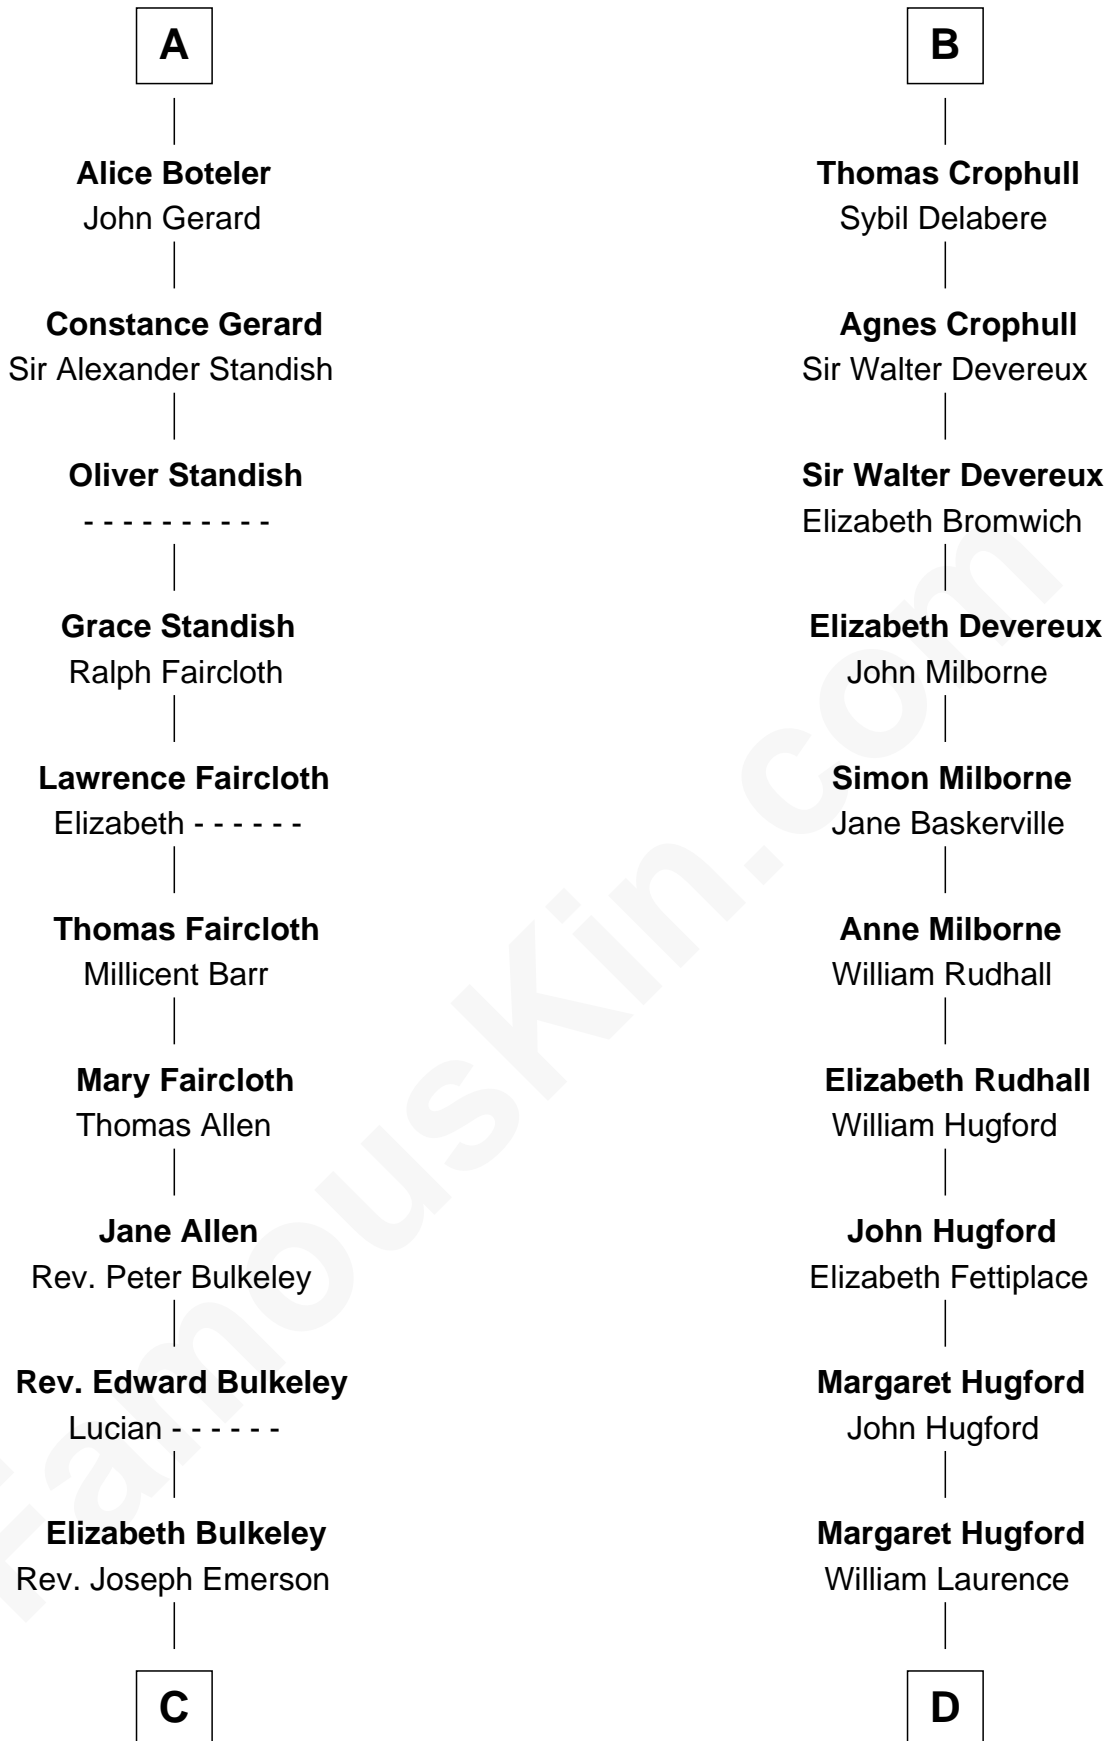 A
Alice Boteler
John Gerard
Constance Gerard
Sir Alexander Standish
Oliver Standish
- - - - - - - - - -
Grace Standish
Ralph Faircloth
Lawrence Faircloth
Elizabeth - - - - - -
Thomas Faircloth
Millicent Barr
Mary Faircloth
Thomas Allen
Jane Allen
Rev. Peter Bulkeley
Rev. Edward Bulkeley
Lucian - - - - - -
Elizabeth Bulkeley
Rev. Joseph Emerson
C
B
Thomas Crophull
Sybil Delabere
Agnes Crophull
Sir Walter Devereux
Sir Walter Devereux
Elizabeth Bromwich
Elizabeth Devereux
John Milborne
Simon Milborne
Jane Baskerville
Anne Milborne
William Rudhall
Elizabeth Rudhall
William Hugford
John Hugford
Elizabeth Fettiplace
Margaret Hugford
John Hugford
Margaret Hugford
William Laurence
D
FamousKin.com